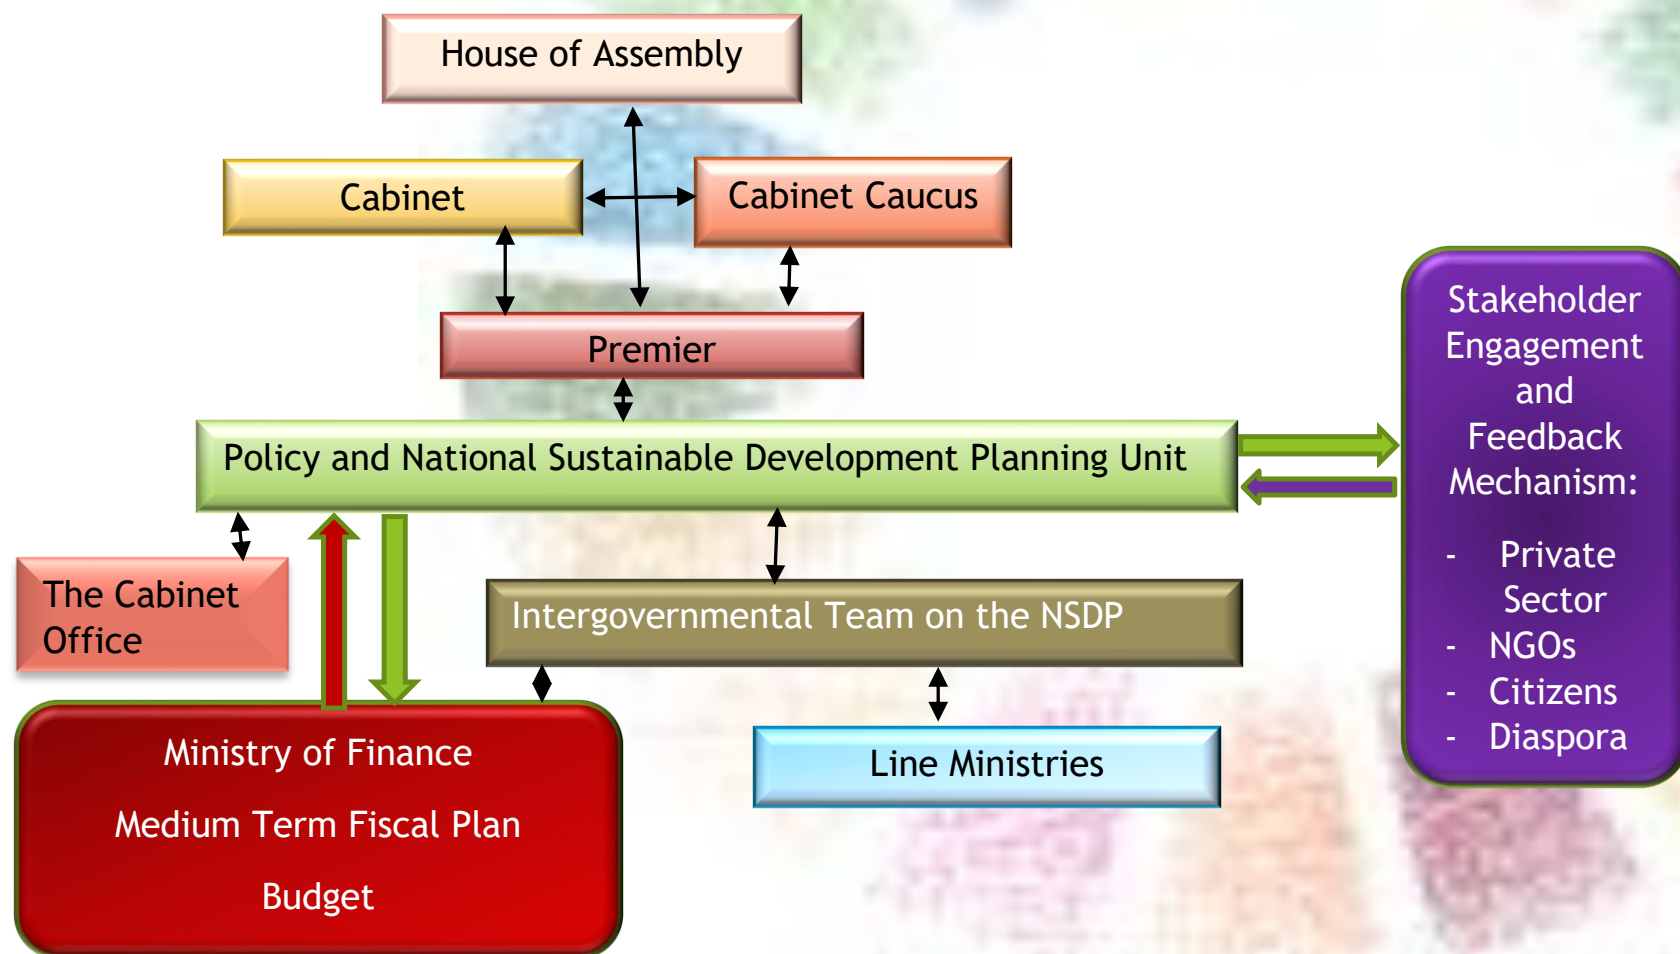 House of Assembly
Cabinet
Cabinet Caucus
Premier
Policy and National Sustainable Development Planning Unit
The Cabinet
Office
Intergovernmental Team on the NSDP
Ministry of Finance
Medium Term Fiscal Plan
Budget
Line Ministries
Stakeholder
Engagement
and
Feedback
Mechanism:
- Private
Sector
- NGOs
- Citizens
- Diaspora